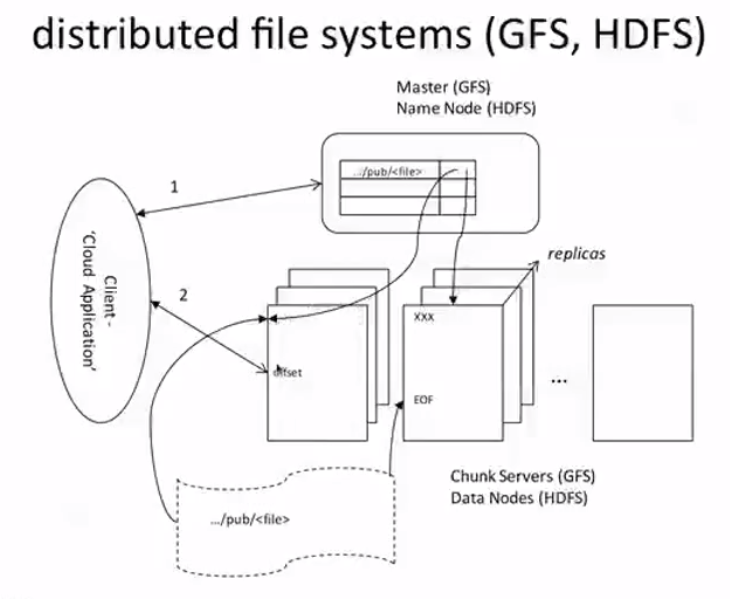 distributed file systems (GFS, HDFS)
Master (GFS)
Name Node (HDFS)
.../pub/<file>
1
Client -
'Cloud Application'
2
replicas
XXX
offset
EOF
...
Chunk Servers (GFS)
Data Nodes (HDFS)
.../pub/<file>